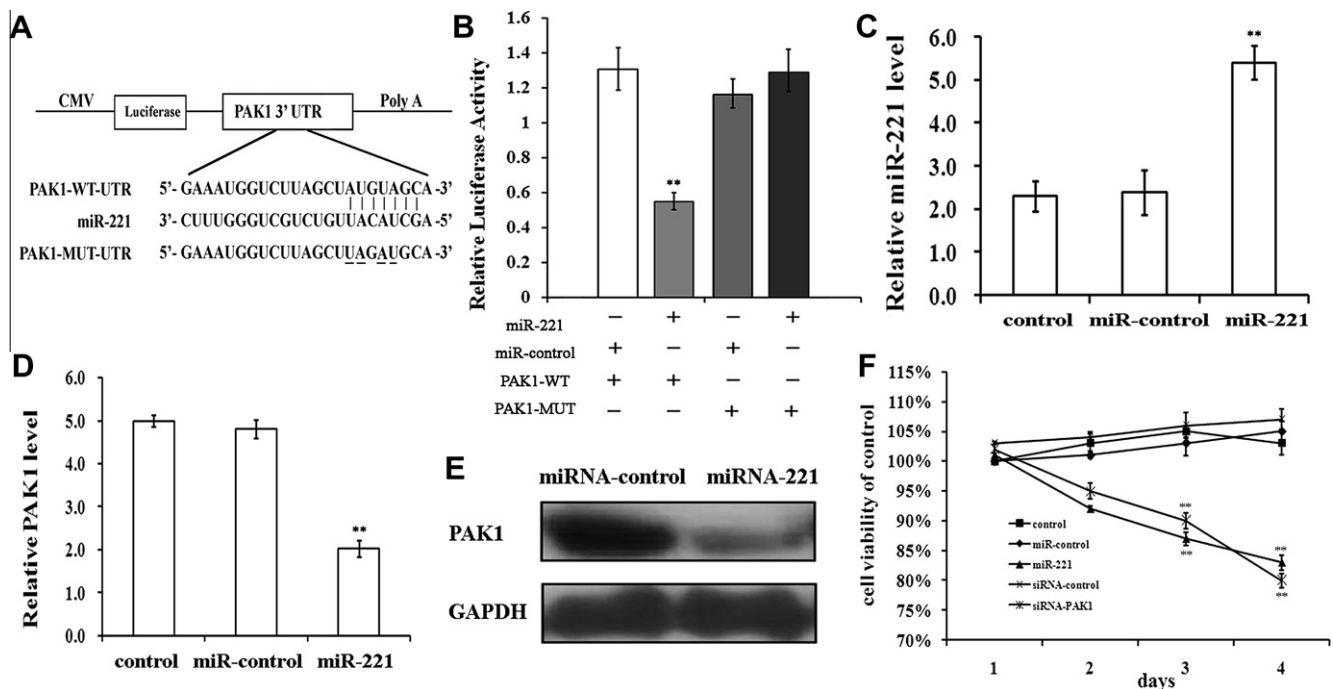 A
CMV
Luciferase
PAK1 3' UTR
Poly A
PAK1-WT-UTR 5'- GAAAUGGUCUUAGCUAUGUAGCA -3'
miR-221 3'- CUUUGGGUCGUCUGUUACAUCGA -5'
PAK1-MUT-UTR 5'- GAAAUGGUCUUAGCUUAGAUGCA -3'
B
Relative Luciferase Activity
1.6
1.4
1.2
1
0.8
0.6
0.4
0.2
0
**
miR-221 – + – +
miR-control + – + –
PAK1-WT + + – –
PAK1-MUT – – + +
C
Relative miR-221 level
6.0
5.0
4.0
3.0
2.0
1.0
0.0
**
control miR-control miR-221
D
Relative PAK1 level
6.0
5.0
4.0
3.0
2.0
1.0
0.0
**
control miR-control miR-221
E
miRNA-control miRNA-221
PAK1
GAPDH
F
cell viability of control
115%
110%
105%
100%
95%
90%
85%
80%
75%
70%
control
miR-control
miR-221
siRNA-control
siRNA-PAK1
**
**
**
**
1 2 3 4
days